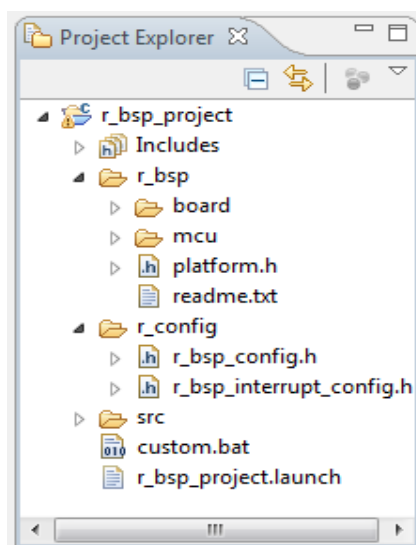 Project Explorer
r_bsp_project
Includes
r_bsp
board
mcu
platform.h
readme.txt
r_config
r_bsp_config.h
r_bsp_interrupt_config.h
src
custom.bat
r_bsp_project.launch